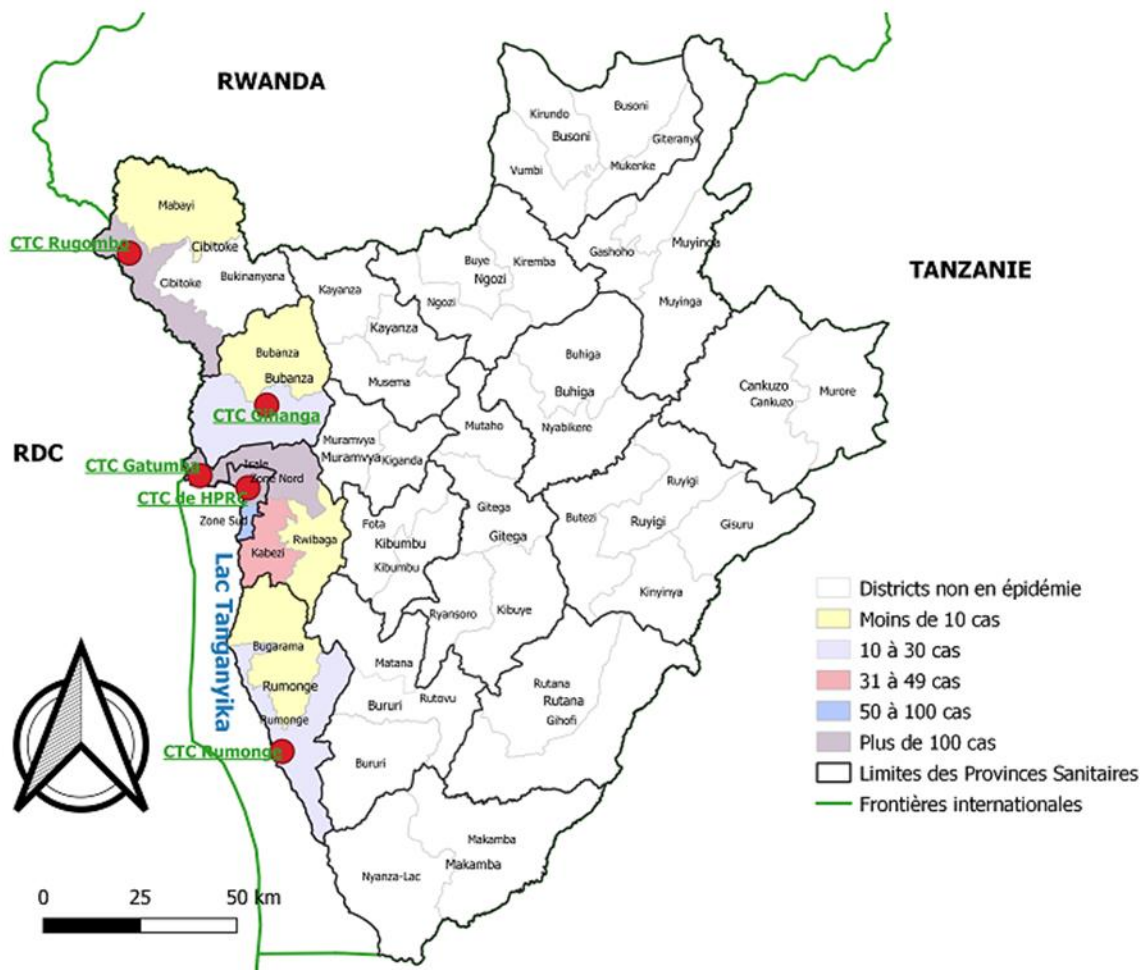 RWANDA
TANZANIE
RDC
Lac Tanganyika
Kirundo
Busoni
Busoni
Giteranyi
Vumbi
Mukenke
Mabayi
CTC Rugombo
Cibitoke
Cibitoke
Bukinanyana
Gashoho
Muyinga
Muyinga
Buye
Ngozi
Kiremba
Ngozi
Kayanza
Kayanza
Musema
Bubanza
Bubanza
CTC Gihanga
Buhiga
Buhiga
Nyabikere
Cankuzo
Cankuzo
Murore
Mutaho
Muramvya
Muramvya
Kiganda
CTC Gatumba
Isale
Zone Nord
CTC de HPRC
Zone Sud
Kabezi
Rwibaga
Fota
Kibumbu
Kibumbu
Gitega
Gitega
Butezi
Ruyigi
Ruyigi
Gisuru
Kinyinya
Ryansoro
Kibuye
Bugarama
Rumonge
Rumonge
CTC Rumonge
Matana
Bururi
Rutovu
Bururi
Rutana
Rutana
Gihofi
Makamba
Makamba
Nyanza-Lac
Districts non en épidémie
Moins de 10 cas
10 à 30 cas
31 à 49 cas
50 à 100 cas
Plus de 100 cas
Limites des Provinces Sanitaires
Frontières internationales
0 25 50 km